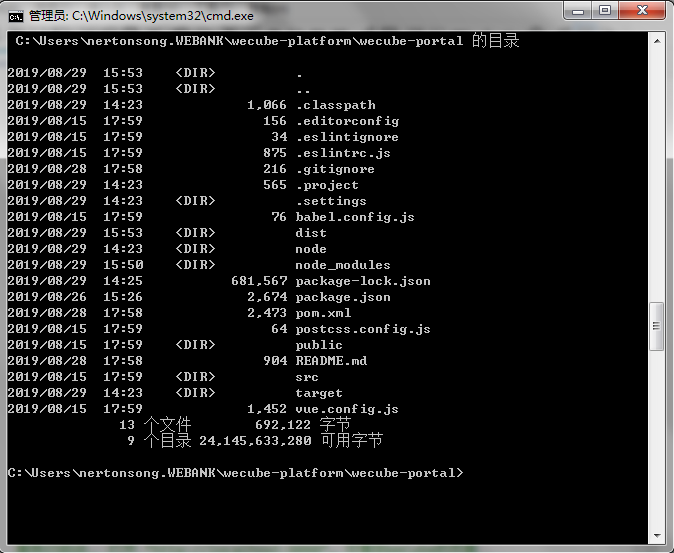 管理员: C:\Windows\system32\cmd.exe
C:\Users\nertonsong.WEBANK\wecube-platform\wecube-portal 的目录
2019/08/29  15:53    <DIR>          .
2019/08/29  15:53    <DIR>          ..
2019/08/29  14:23             1,066 .classpath
2019/08/15  17:59               156 .editorconfig
2019/08/15  17:59                34 .eslintignore
2019/08/15  17:59               875 .eslintrc.js
2019/08/28  17:58               216 .gitignore
2019/08/29  14:23               565 .project
2019/08/29  14:23    <DIR>          .settings
2019/08/15  17:59                76 babel.config.js
2019/08/29  15:53    <DIR>          dist
2019/08/29  14:23    <DIR>          node
2019/08/29  15:50    <DIR>          node_modules
2019/08/29  14:25           681,567 package-lock.json
2019/08/26  15:26             2,674 package.json
2019/08/28  17:58             2,473 pom.xml
2019/08/15  17:59                64 postcss.config.js
2019/08/15  17:59    <DIR>          public
2019/08/28  17:58               904 README.md
2019/08/15  17:59    <DIR>          src
2019/08/29  14:23    <DIR>          target
2019/08/15  17:59             1,452 vue.config.js
13 个文件        692,122 字节
9 个目录 24,145,633,280 可用字节
C:\Users\nertonsong.WEBANK\wecube-platform\wecube-portal>